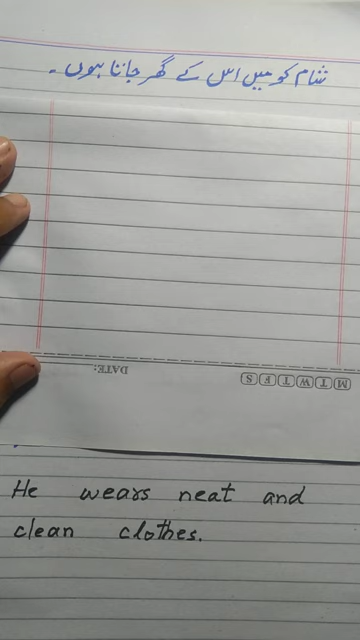 شام کو میں اس کے گھر جاتا ہوں۔
DATE:
M T W T F S
He wears neat and
clean clothes.